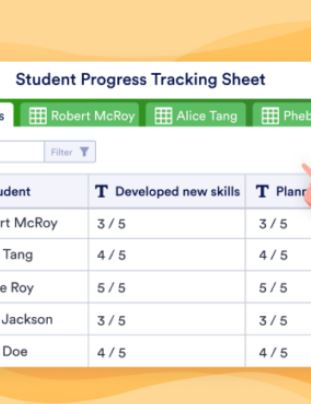 Student Progress Tracking Sheet
s Robert McRoy Alice Tang Pheb
Filter
udent Developed new skills Plann
rt McRoy 3 / 5 3 / 5
Tang 4 / 5 4 / 5
e Roy 5 / 5 5 / 5
Jackson 3 / 5 3 / 5
Doe 4 / 5 4 / 5